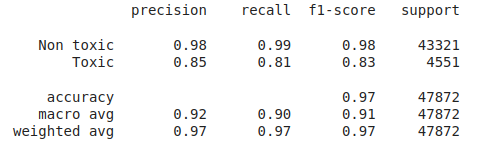 precision recall f1-score support
Non toxic 0.98 0.99 0.98 43321
Toxic 0.85 0.81 0.83 4551
accuracy 0.97 47872
macro avg 0.92 0.90 0.91 47872
weighted avg 0.97 0.97 0.97 47872